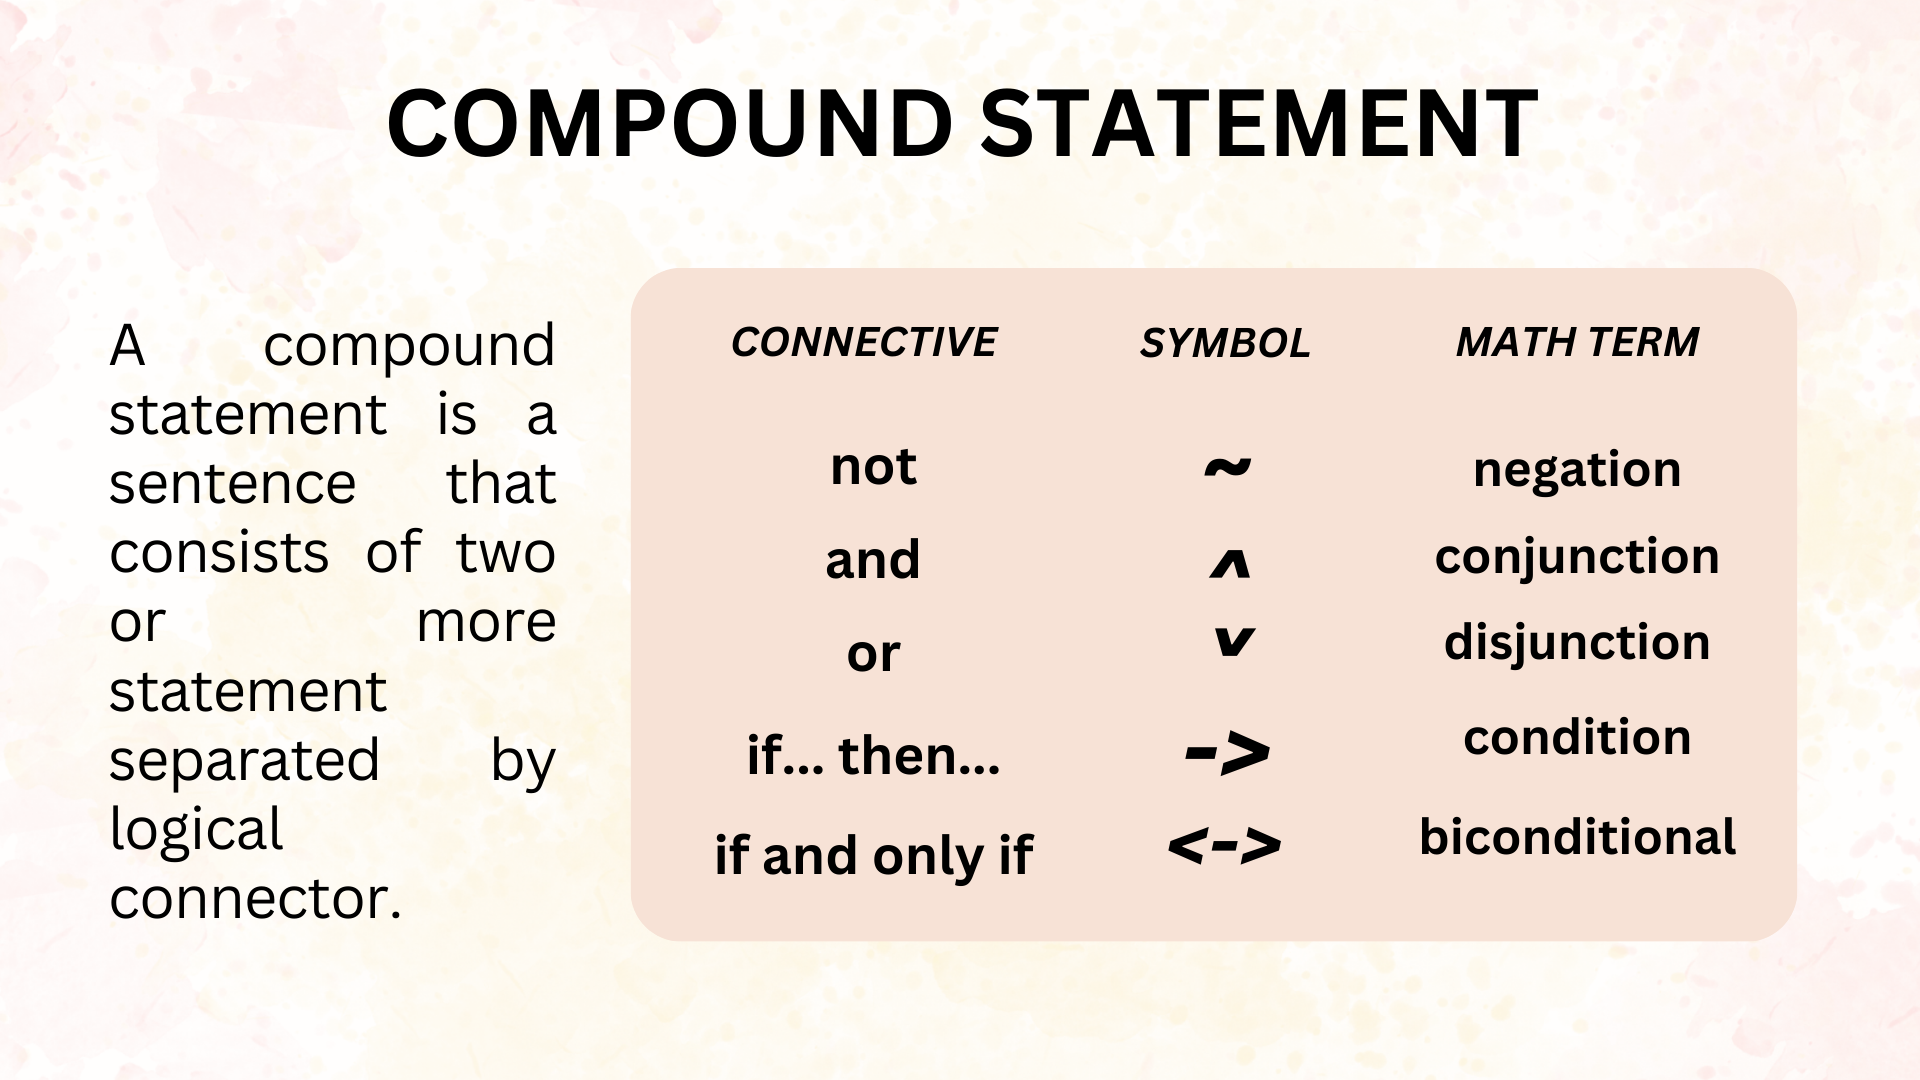 COMPOUND STATEMENT
A compound
statement is a
sentence that
consists of two
or more
statement
separated by
logical
connector.
CONNECTIVE SYMBOL MATH TERM
not ~ negation
and ʌ conjunction
or v disjunction
if... then... -> condition
if and only if <-> biconditional